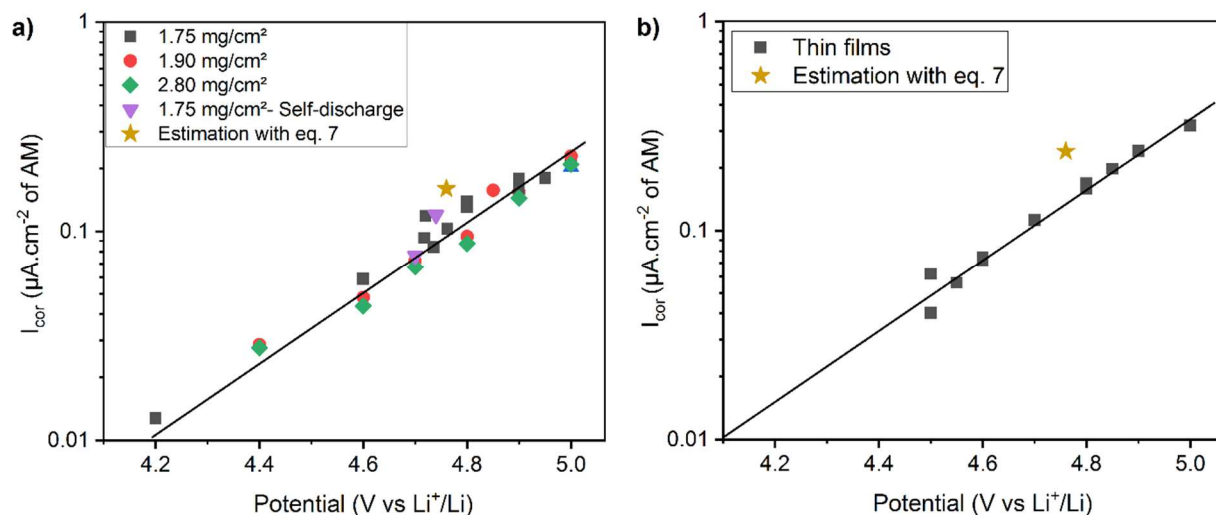 a)
1.75 mg/cm²
1.90 mg/cm²
2.80 mg/cm²
1.75 mg/cm²- Self-discharge
Estimation with eq. 7
1
0.1
0.01
I_cor (µA.cm⁻² of AM)
4.2 4.4 4.6 4.8 5.0
Potential (V vs Li⁺/Li)
b)
Thin films
Estimation with eq. 7
1
0.1
0.01
I_cor (µA.cm⁻² of AM)
4.2 4.4 4.6 4.8 5.0
Potential (V vs Li⁺/Li)